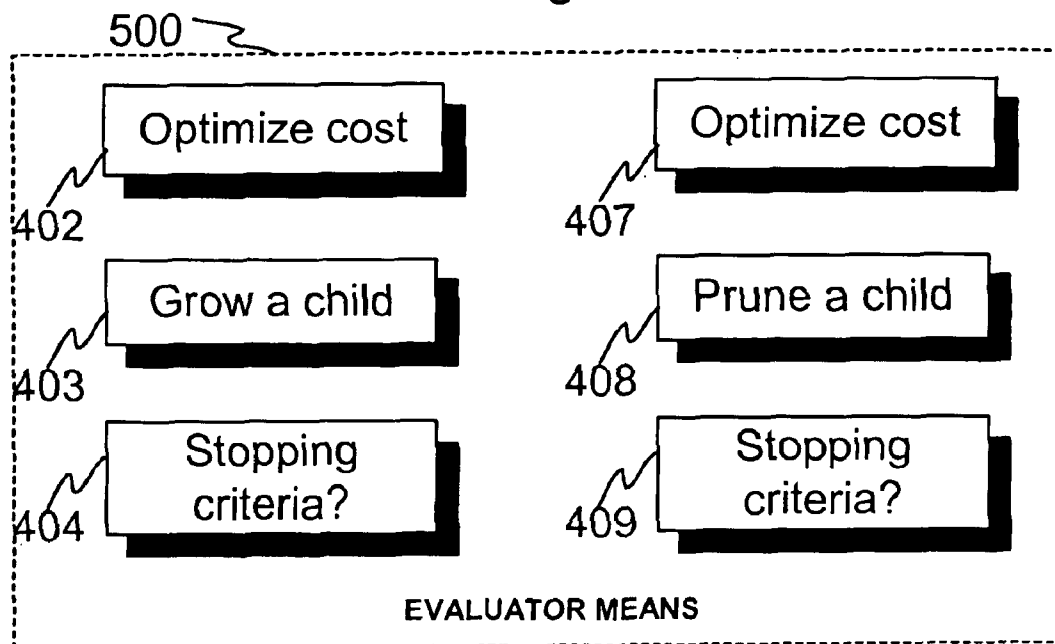 500
Optimize cost
Optimize cost
402
407
Grow a child
Prune a child
403
408
Stopping
criteria?
Stopping
criteria?
404
409
EVALUATOR MEANS